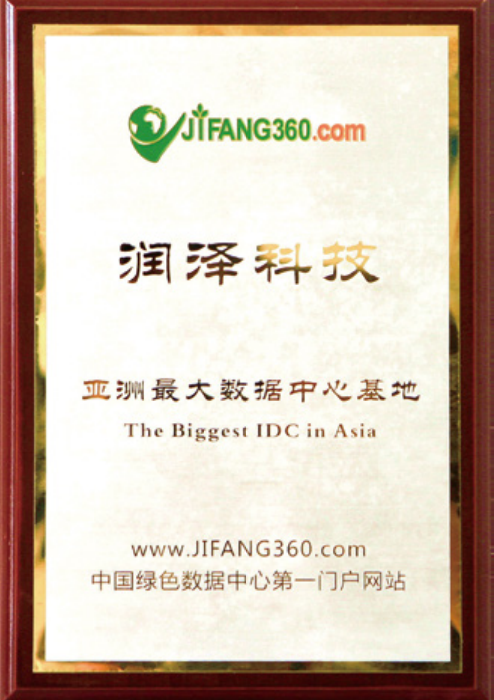 JIFANG360.com
润泽科技
亚洲最大数据中心基地
The Biggest IDC in Asia
www.JIFANG360.com
中国绿色数据中心第一门户网站